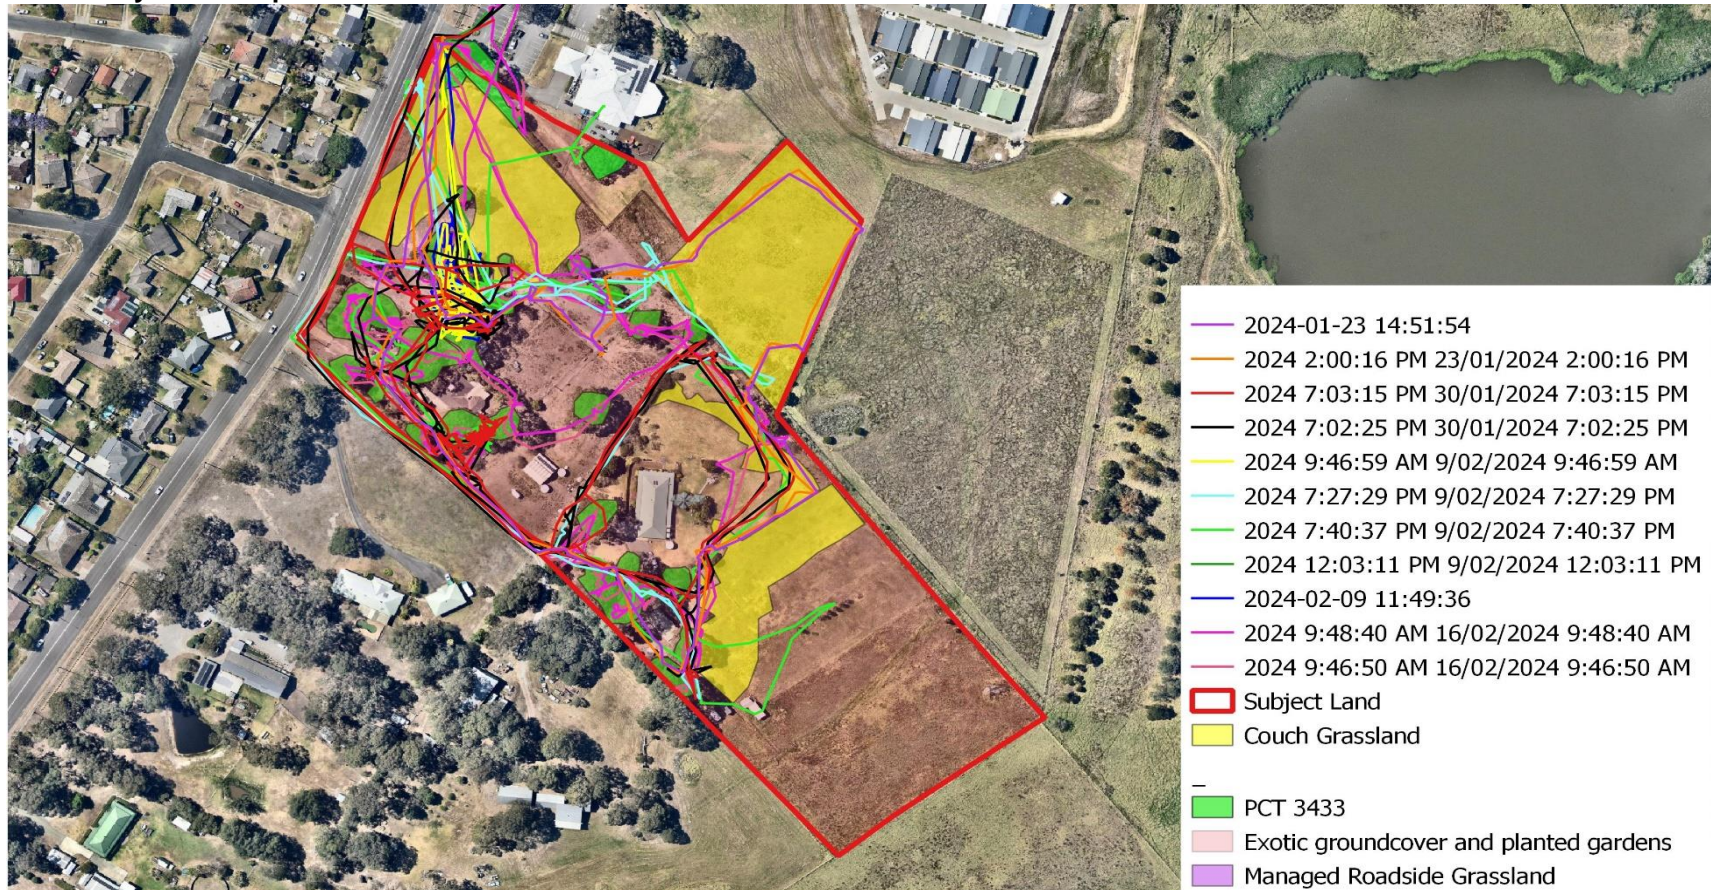 2024-01-23 14:51:54
2024 2:00:16 PM 23/01/2024 2:00:16 PM
2024 7:03:15 PM 30/01/2024 7:03:15 PM
2024 7:02:25 PM 30/01/2024 7:02:25 PM
2024 9:46:59 AM 9/02/2024 9:46:59 AM
2024 7:27:29 PM 9/02/2024 7:27:29 PM
2024 7:40:37 PM 9/02/2024 7:40:37 PM
2024 12:03:11 PM 9/02/2024 12:03:11 PM
2024-02-09 11:49:36
2024 9:48:40 AM 16/02/2024 9:48:40 AM
2024 9:46:50 AM 16/02/2024 9:46:50 AM
Subject Land
Couch Grassland
_
PCT 3433
Exotic groundcover and planted gardens
Managed Roadside Grassland